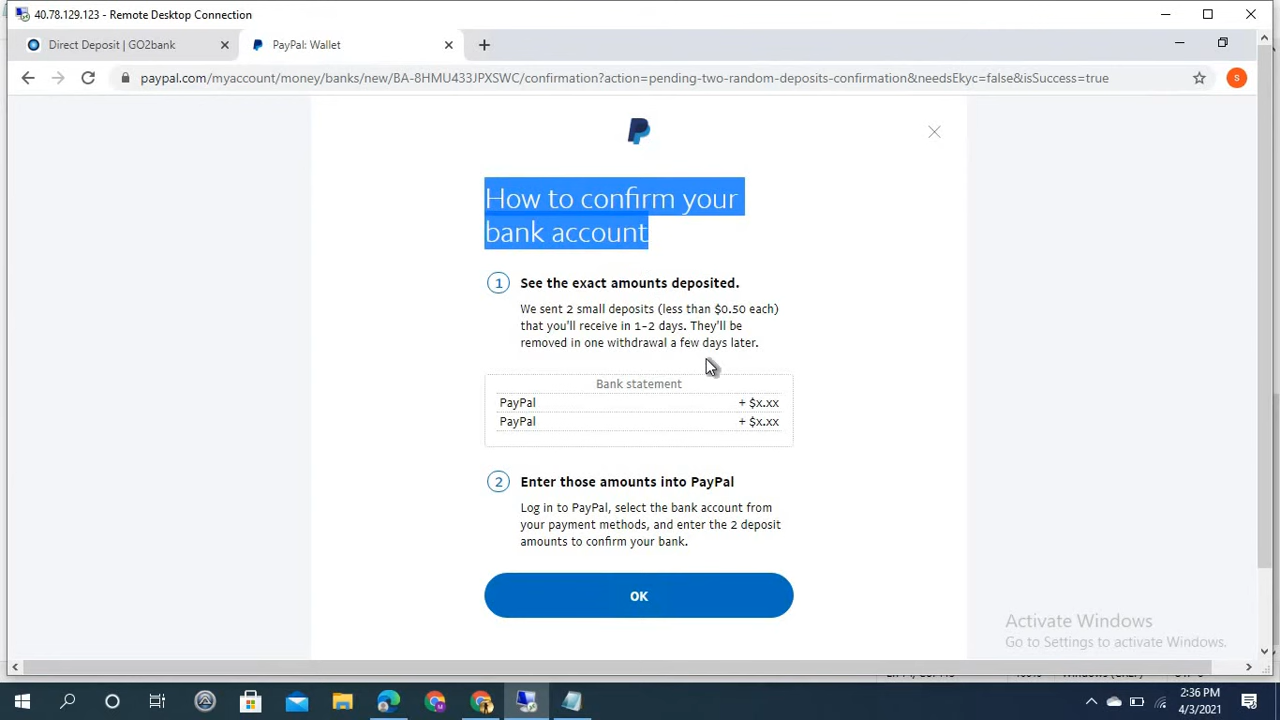 40.78.129.123 - Remote Desktop Connection
Direct Deposit | GO2bank
PayPal: Wallet
paypal.com/myaccount/money/banks/new/BA-8HMU433JPXSWC/confirmation?action=pending-two-random-deposits-confirmation&needsEkyc=false&isSuccess=true
S
How to confirm your
bank account
1 See the exact amounts deposited.
We sent 2 small deposits (less than $0.50 each)
that you'll receive in 1-2 days. They'll be
removed in one withdrawal a few days later.
Bank statement
PayPal + $x.xx
PayPal + $x.xx
2 Enter those amounts into PayPal
Log in to PayPal, select the bank account from
your payment methods, and enter the 2 deposit
amounts to confirm your bank.
OK
Activate Windows
Go to Settings to activate Windows.
2:36 PM
4/3/2021